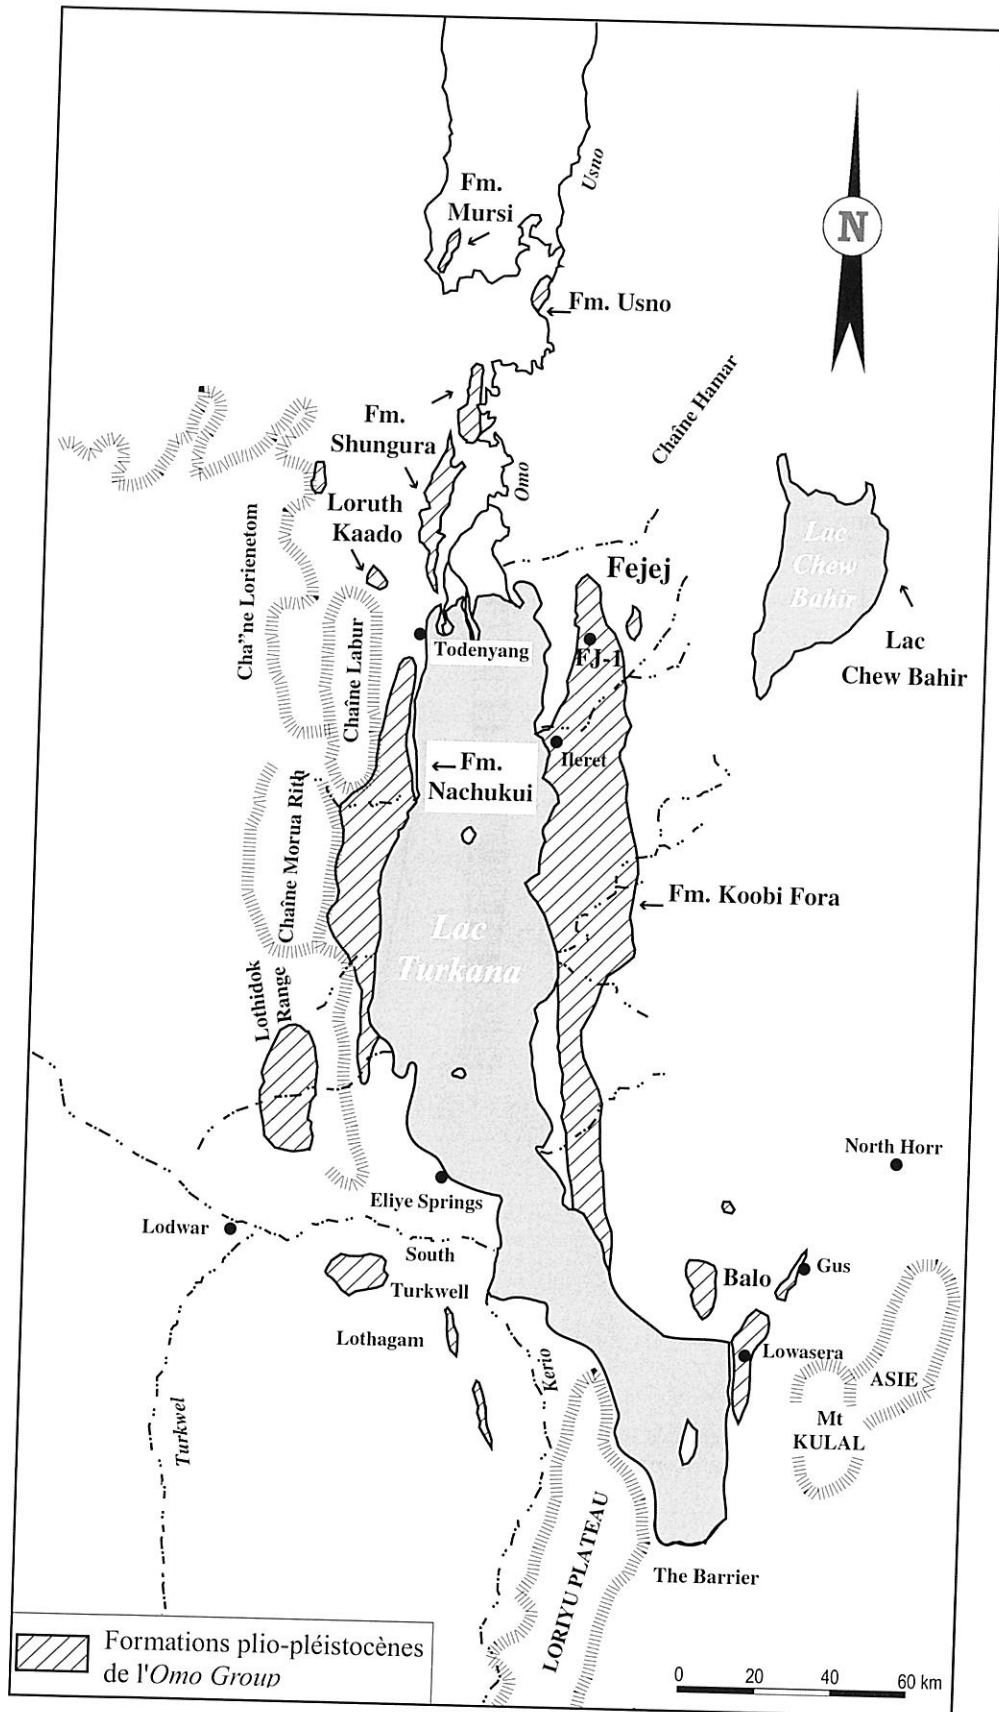 Usno
Fm.
Mursi
N
Fm. Usno
Chaîne Hamar
Fm.
Shungura
Omo
Loruth
Kaado
Lac
Chew
Bahir
Fejej
Cha”ne Lorienetom
Chaîne Labur
Todenyang
FJ-1
Lac
Chew Bahir
Ileret
Fm.
Nachukui
Chaîne Morua Rith
Fm. Koobi Fora
Lac
Turkana
Lothidok
Range
North Horr
Eliye Springs
Lodwar
South
Turkwell
Balo
Gus
Lothagam
Kerio
Lowasera
ASIE
Mt
KULAL
Turkwel
LORIYU PLATEAU
The Barrier
Formations plio-pléistocènes
de l'Omo Group
0 20 40 60 km